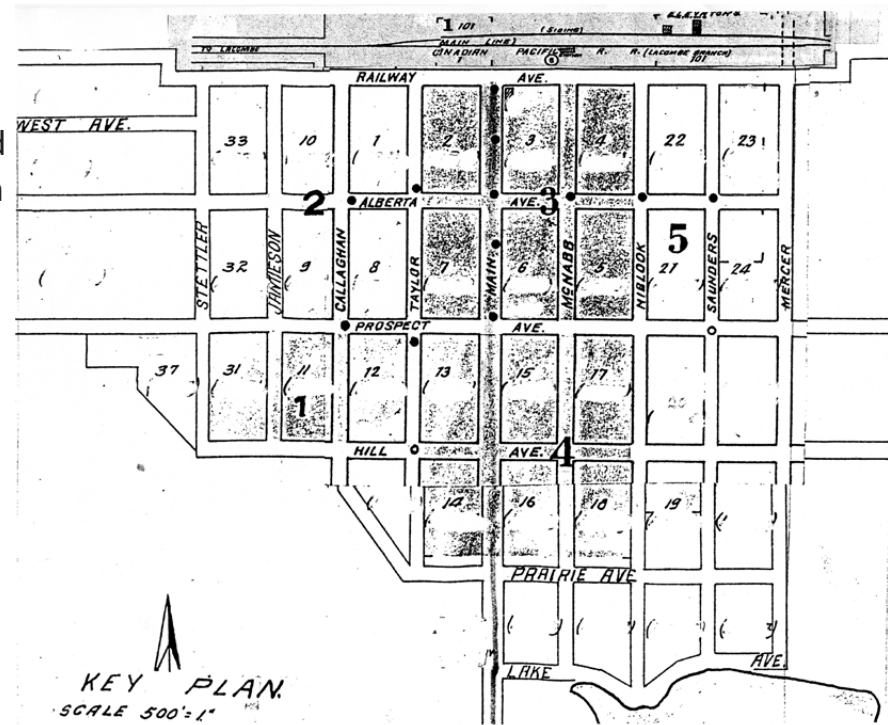 1 101
ELEVATORS
(SIDING)
TO LACOMBE
(MAIN LINE)
CANADIAN PACIFIC R. R. (LACOMBE BRANCH)
1 6 101
RAILWAY AVE.
WEST AVE.
33 10 1 2 3 4 22 23
2 ALBERTA AVE. 3
5
STETTLER
JAMIESON
CALLAGHAN
TAYLOR
MAIN
McNABB
NIBLOCK
SAUNDERS
MERCER
32 9 8 7 6 5 21 24
PROSPECT AVE.
37 31 11 12 13 15 17 20
1
HILL AVE. 4
14 16 18 19
PRAIRIE AVE
LAKE AVE.
KEY PLAN.
SCALE 500'=1"